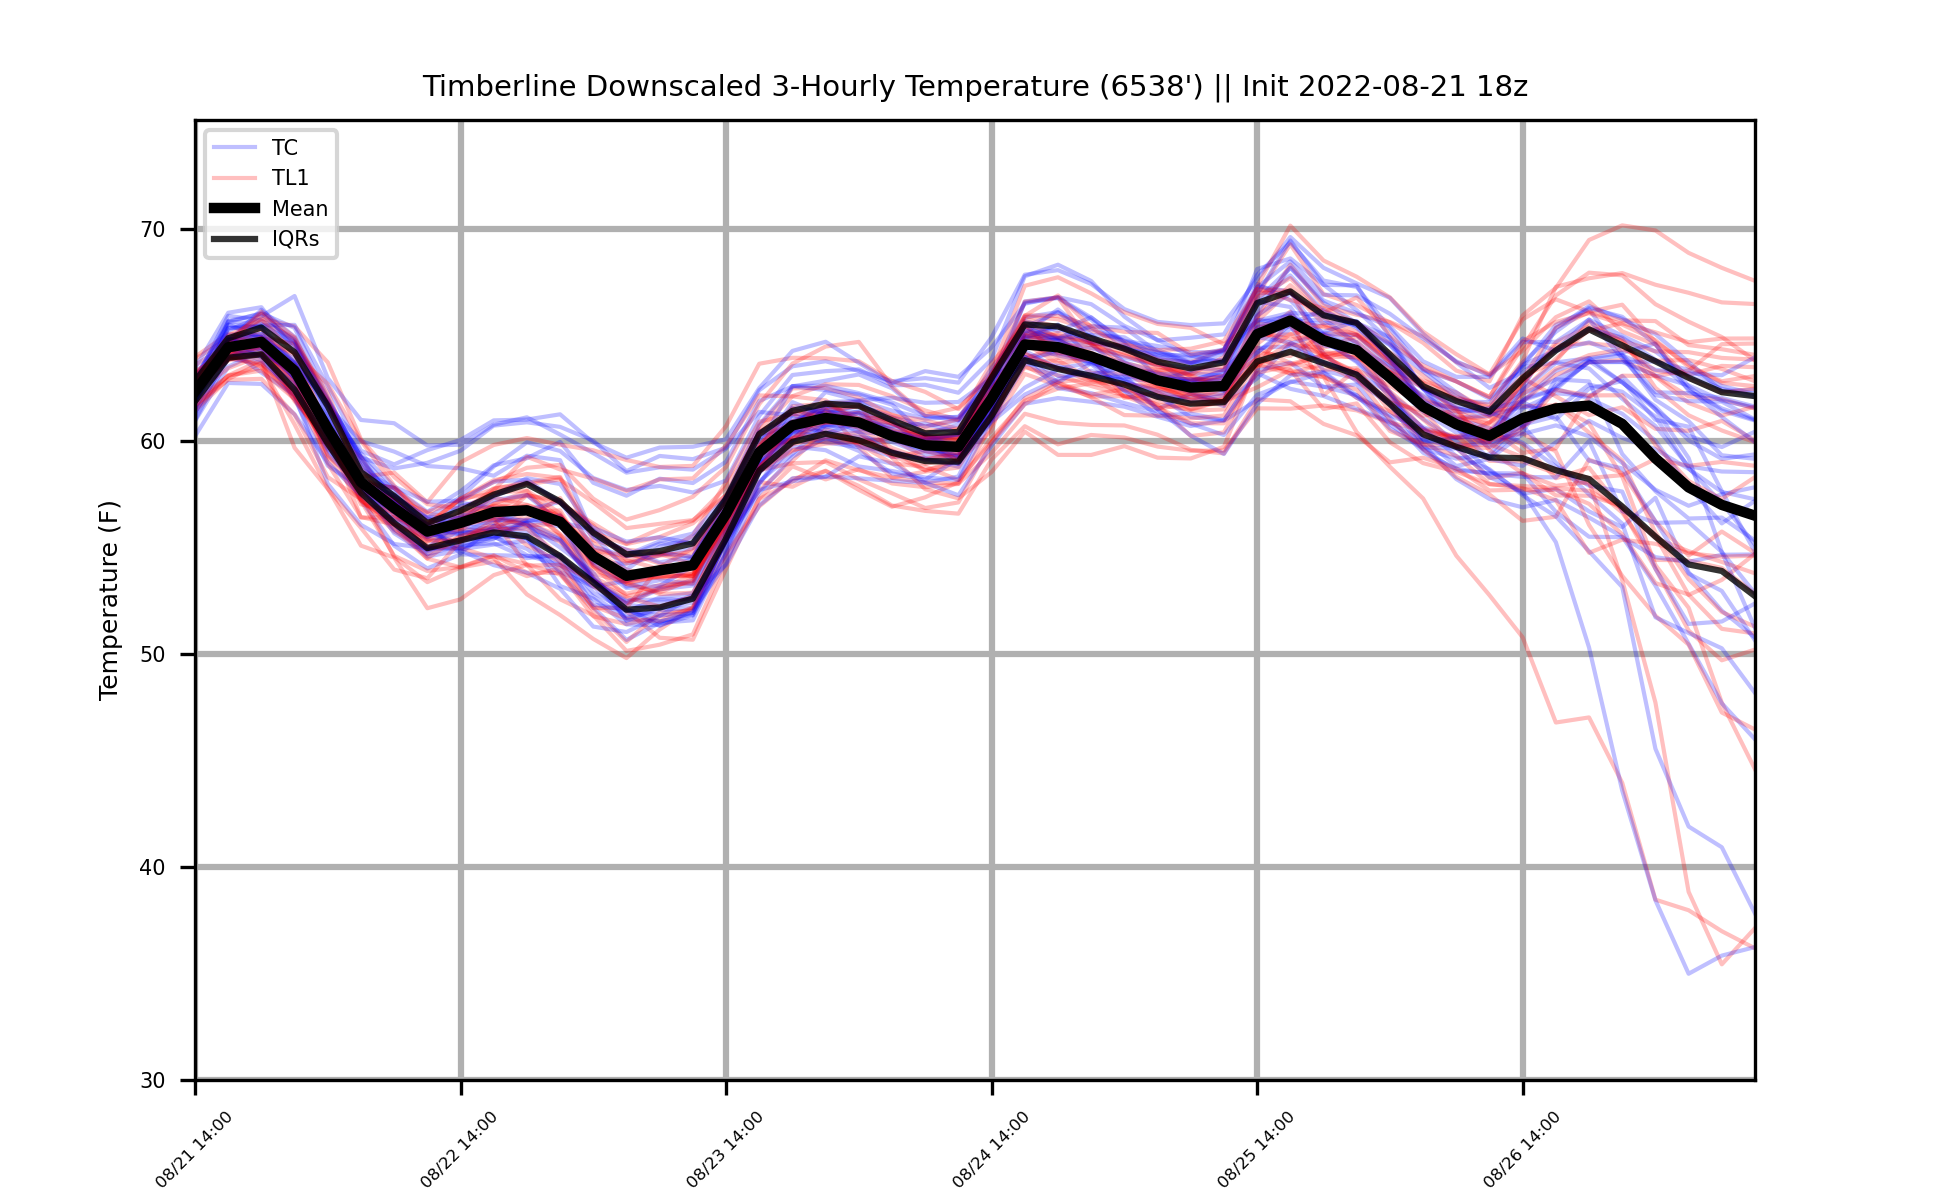 Timberline Downscaled 3-Hourly Temperature (6538') || Init 2022-08-21 18z
TC
TL1
Mean
IQRs
Temperature (F)
70
60
50
40
30
08/21 14:00
08/22 14:00
08/23 14:00
08/24 14:00
08/25 14:00
08/26 14:00